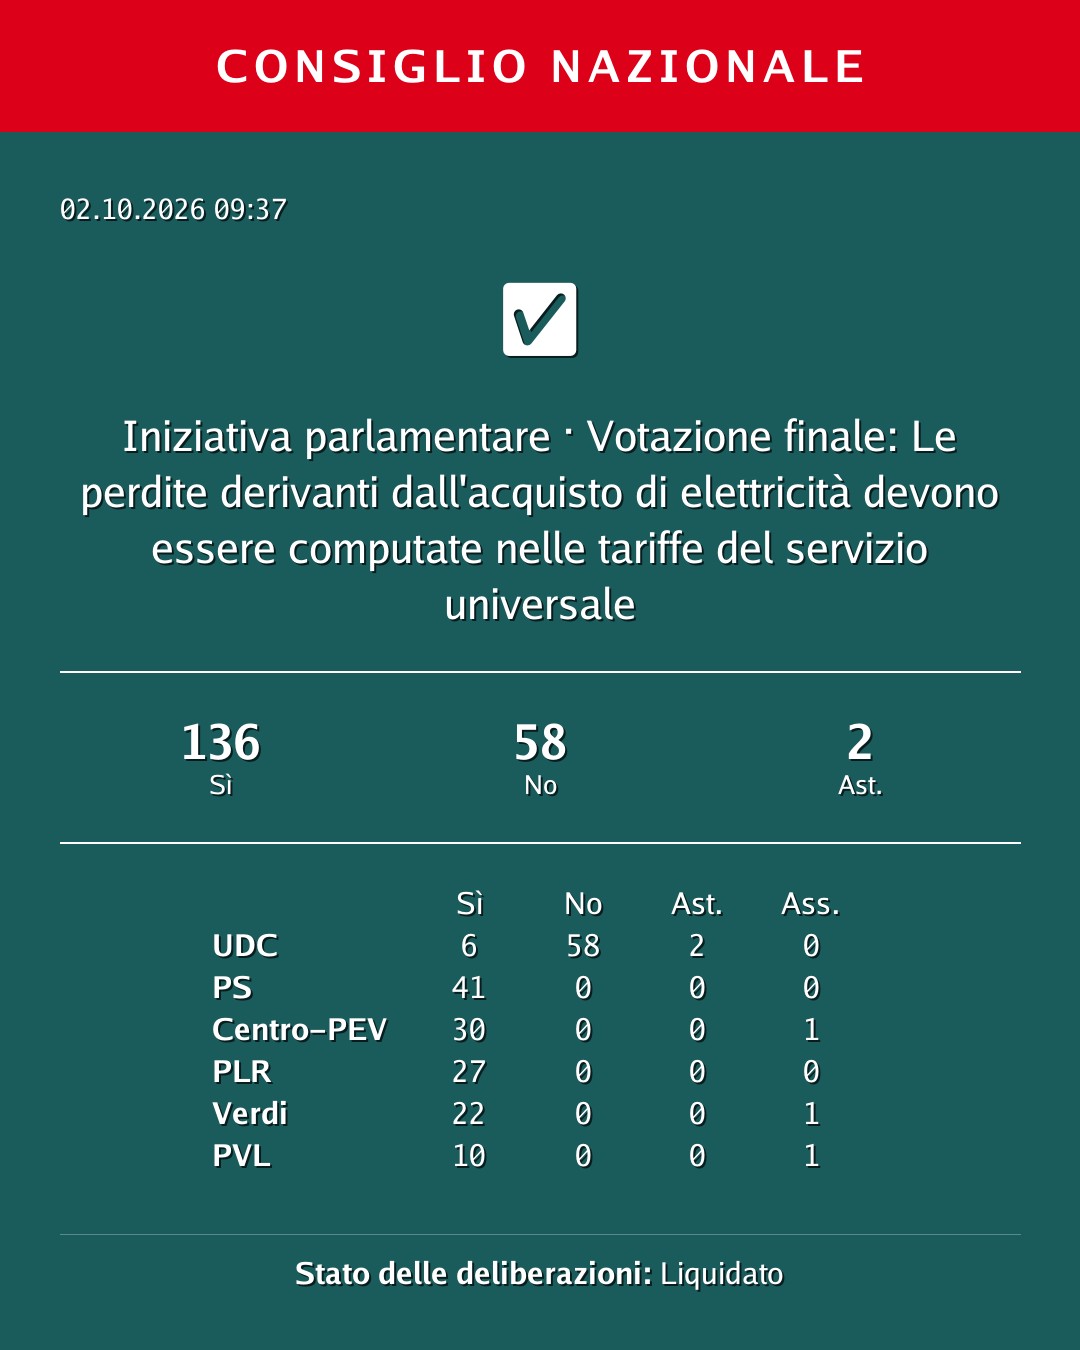 CONSIGLIO NAZIONALE
02.10.2026 09:37
Iniziativa parlamentare · Votazione finale: Le
perdite derivanti dall'acquisto di elettricità devono
essere computate nelle tariffe del servizio
universale
136 58 2
Sì No Ast.
Sì No Ast. Ass.
UDC 6 58 2 0
PS 41 0 0 0
Centro-PEV 30 0 0 1
PLR 27 0 0 0
Verdi 22 0 0 1
PVL 10 0 0 1
Stato delle deliberazioni: Liquidato